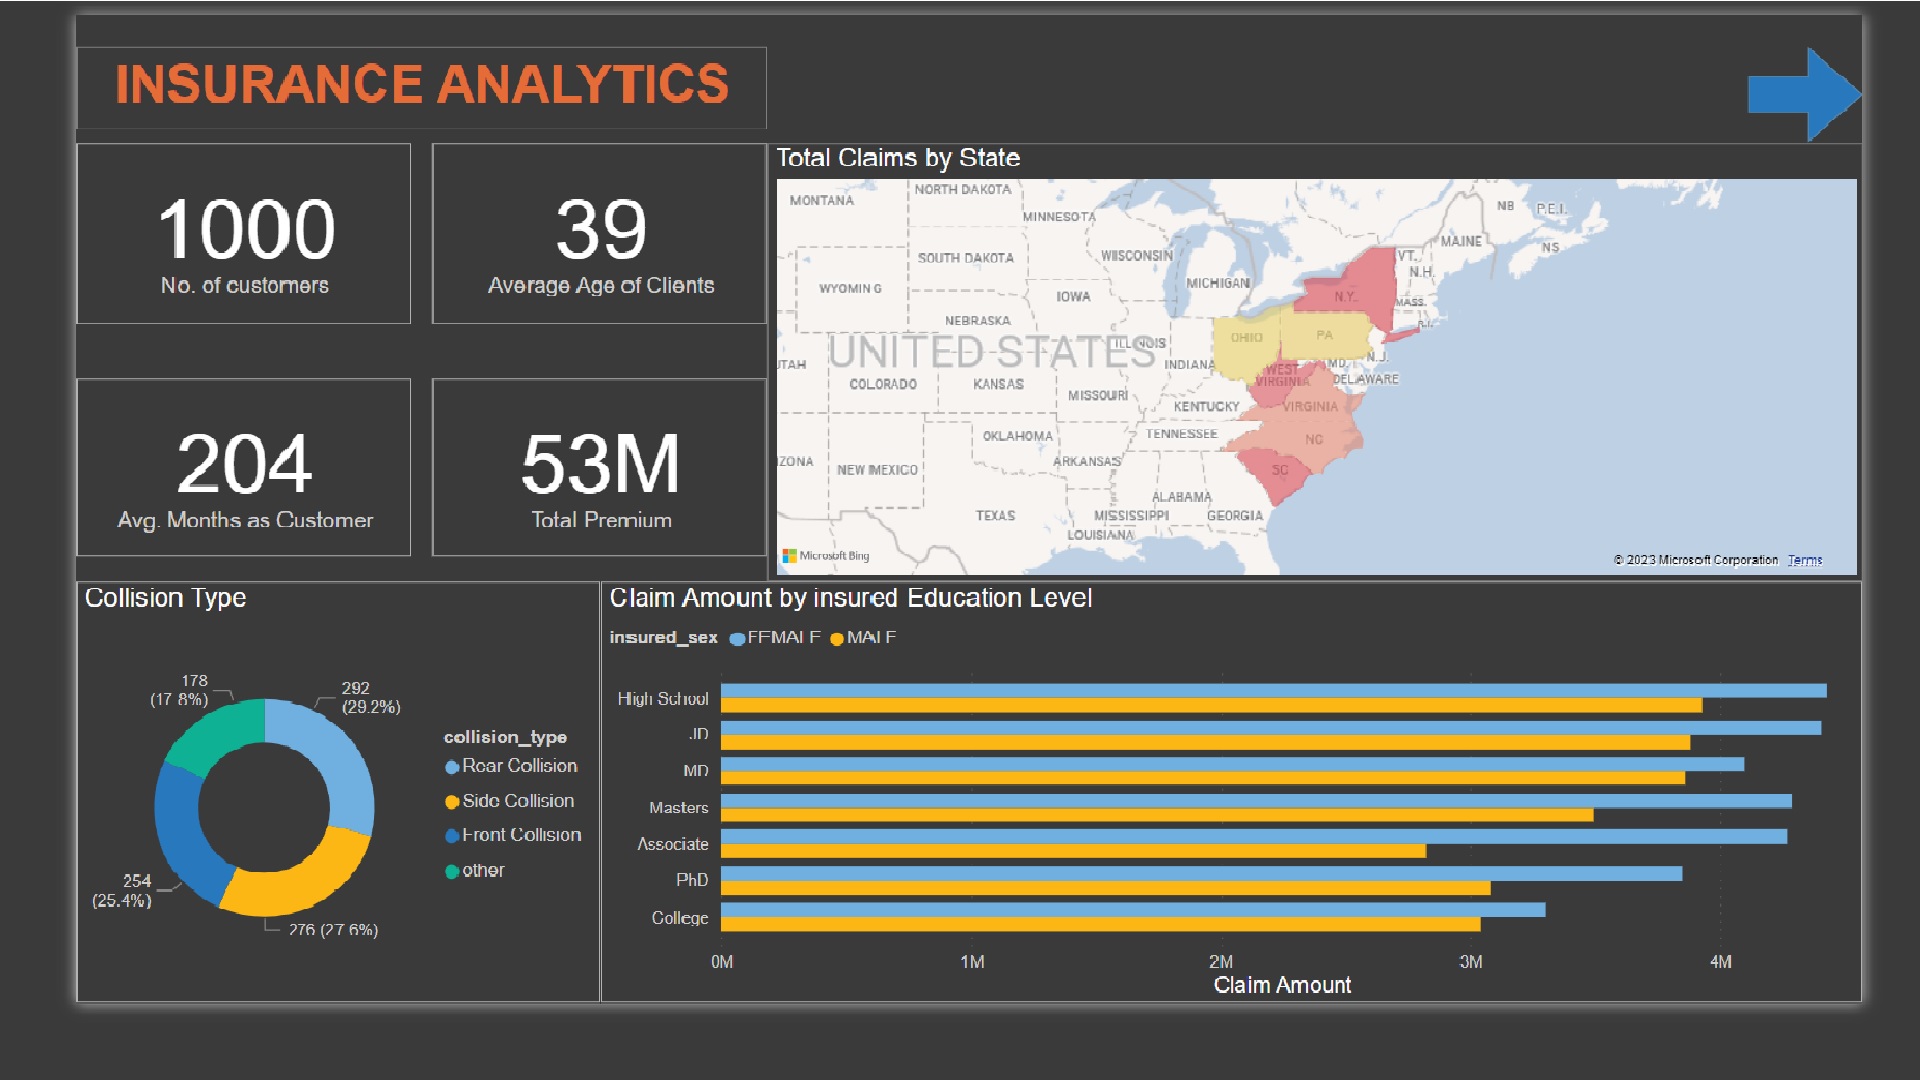 INSURANCE ANALYTICS
1000
No. of customers
39
Average Age of Clients
204
Avg. Months as Customer
53M
Total Premium
Total Claims by State
MONTANA
NORTH DAKOTA
MINNESOTA
SOUTH DAKOTA
WISCONSIN
MICHIGAN
WYOMING
IOWA
NEBRASKA
UNITED STATES
ILLINOIS
INDIANA
OHIO
PA
N.Y.
VT.
N.H.
MAINE
NB
P.E.I.
NS
MASS.
R.I.
N.J.
MD.
DELAWARE
WEST
VIRGINIA
VIRGINIA
UTAH
COLORADO
KANSAS
MISSOURI
KENTUCKY
NC
TENNESSEE
OKLAHOMA
ARKANSAS
SC
IZONA
NEW MEXICO
ALABAMA
MISSISSIPPI
GEORGIA
TEXAS
LOUISIANA
Microsoft Bing
© 2023 Microsoft Corporation Terms
Collision Type
178
(17.8%)
292
(29.2%)
254
(25.4%)
276 (27.6%)
collision_type
Rear Collision
Side Collision
Front Collision
other
Claim Amount by insured Education Level
insured_sex FEMALE MALE
High School
JD
MD
Masters
Associate
PhD
College
0M 1M 2M 3M 4M
Claim Amount